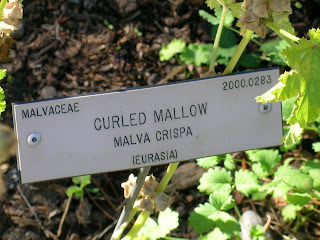 MALVACEAE 2000.0283
CURLED MALLOW
MALVA CRISPA
(EURASIA)